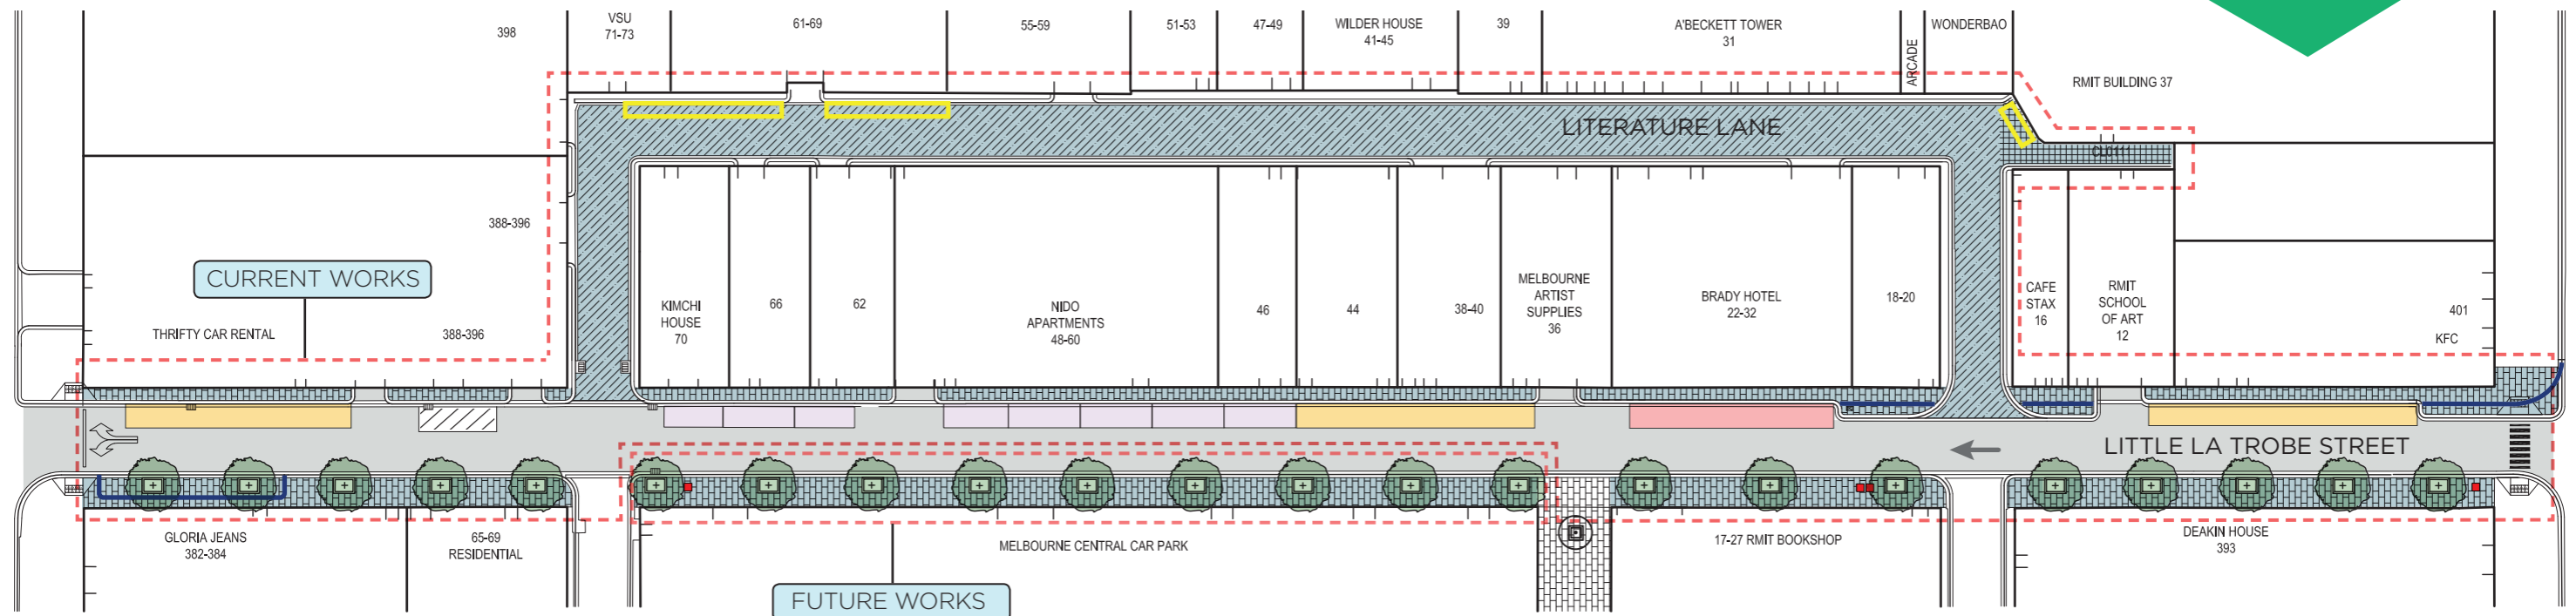 398
VSU
71-73
61-69
55-59
51-53
47-49
WILDER HOUSE
41-45
39
A'BECKETT TOWER
31
ARCADE
WONDERBAO
RMIT BUILDING 37
LITERATURE LANE
CL0111
388-396
CURRENT WORKS
THRIFTY CAR RENTAL
388-396
KIMCHI
HOUSE
70
66
62
NIDO
APARTMENTS
48-60
46
44
38-40
MELBOURNE
ARTIST
SUPPLIES
36
BRADY HOTEL
22-32
18-20
CAFE
STAX
16
RMIT
SCHOOL
OF ART
12
401
KFC
LITTLE LA TROBE STREET
GLORIA JEANS
382-384
65-69
RESIDENTIAL
MELBOURNE CENTRAL CAR PARK
17-27 RMIT BOOKSHOP
DEAKIN HOUSE
393
FUTURE WORKS